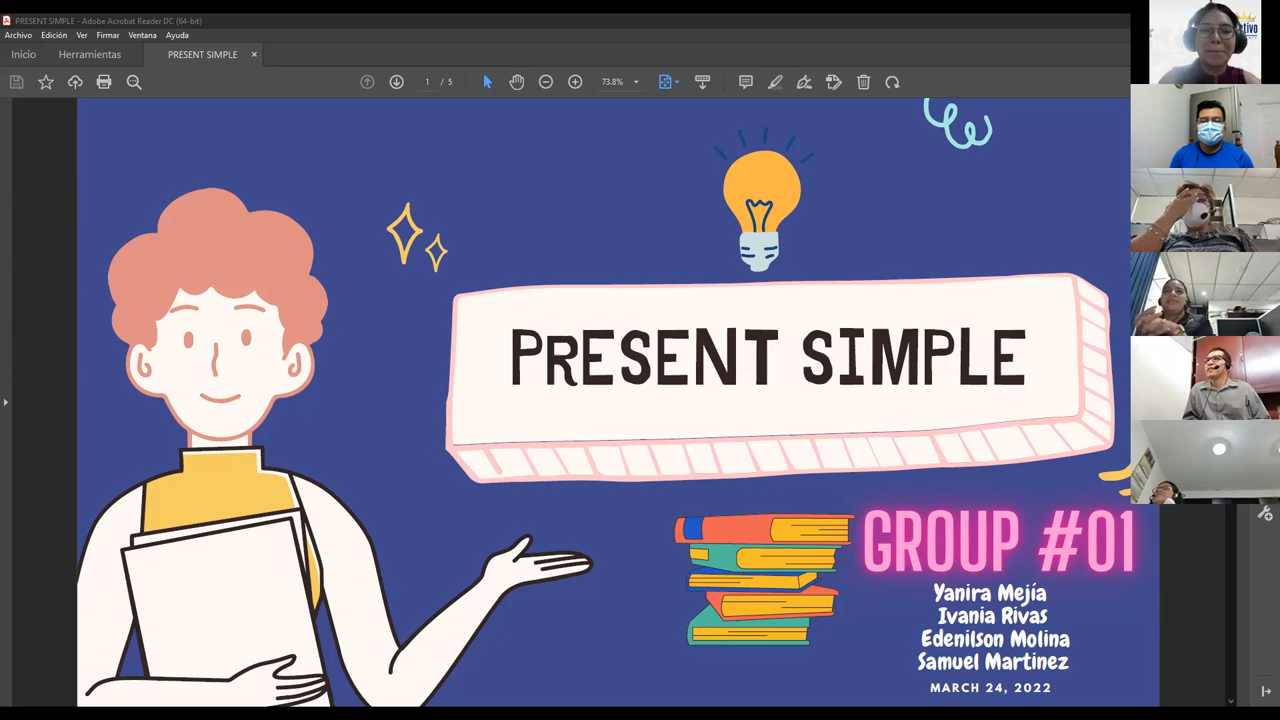 PRESENT SIMPLE - Adobe Acrobat Reader DC (64-bit)
Archivo Edición Ver Firmar Ventana Ayuda
Inicio Herramientas PRESENT SIMPLE ×
1 / 5 73.8%
PRESENT SIMPLE
GROUP #01
Yanira Mejía
Ivania Rivas
Edenilson Molina
Samuel Martinez
MARCH 24, 2022